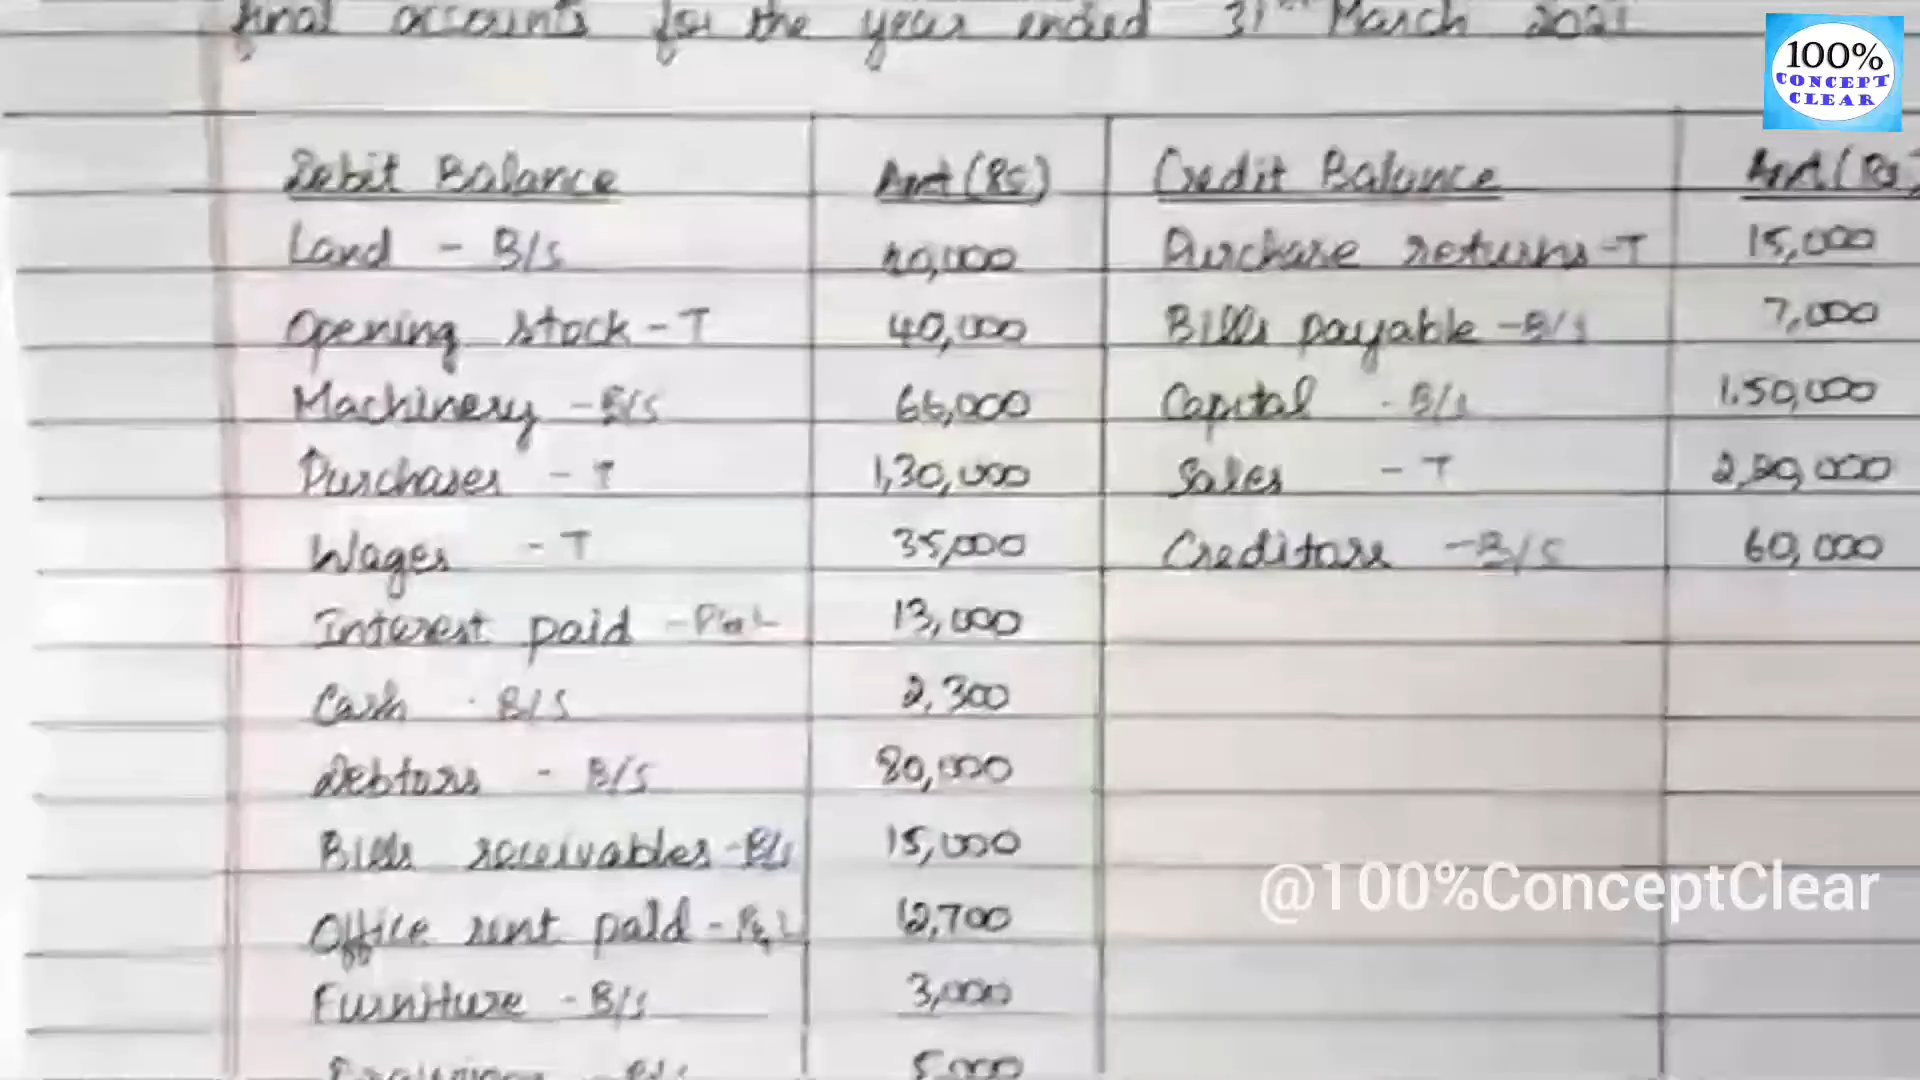 final accounts for the year ended 31st March 2021
100%
CONCEPT
CLEAR
Debit Balance Amt (Rs) Credit Balance Amt (Rs)
Land - B/S 20,000 Purchase returns - T 15,000
Opening stock - T 40,000 Bills payable - B/S 7,000
Machinery - B/S 66,000 Capital - B/S 1,50,000
Purchases - T 1,30,000 Sales - T
Wages - T 35,000 Creditors - B/S 60,000
Interest paid - P&L 13,000
Cash - B/S 2,300
Debtors - B/S 80,000
Bills receivables - B/S 15,000
@100%ConceptClear
Office rent paid - P&L 12,700
Furniture - B/S 3,000
B/S 5,000